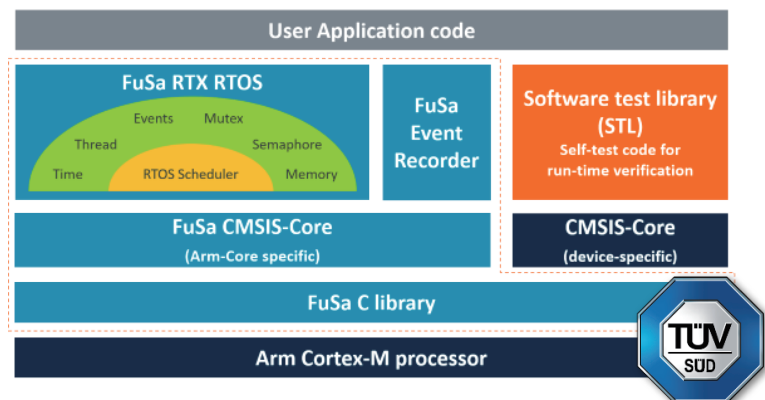 User Application code
FuSa RTX RTOS
Events Mutex
Thread Semaphore
Time RTOS Scheduler Memory
FuSa
Event
Recorder
Software test library
(STL)
Self-test code for
run-time verification
FuSa CMSIS-Core
(Arm-Core specific)
CMSIS-Core
(device-specific)
FuSa C library
Arm Cortex-M processor
TÜV
SÜD